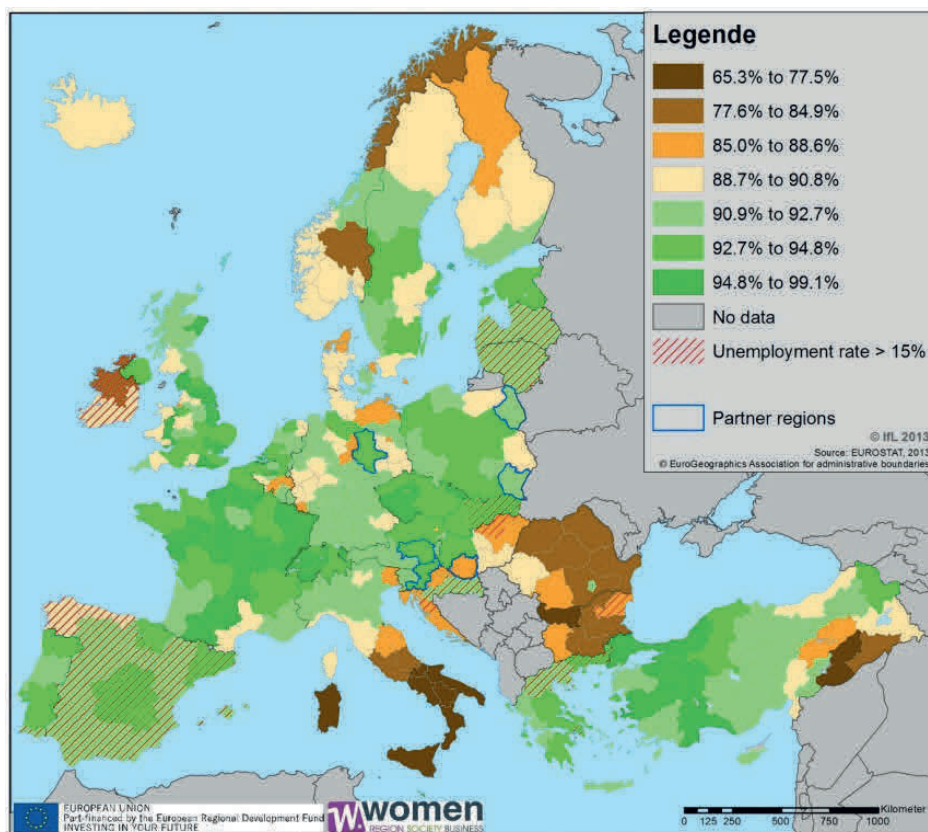 Legende
65.3% to 77.5%
77.6% to 84.9%
85.0% to 88.6%
88.7% to 90.8%
90.9% to 92.7%
92.7% to 94.8%
94.8% to 99.1%
No data
Unemployment rate > 15%
Partner regions
© IfL 2013
Source: EUROSTAT, 2013
© EuroGeographics Association for administrative boundaries
EUROPEAN UNION
Part-financed by the European Regional Development Fund
INVESTING IN YOUR FUTURE
W. women
REGION SOCIETY BUSINESS
Kilometer
0 125 250 500 750 1000